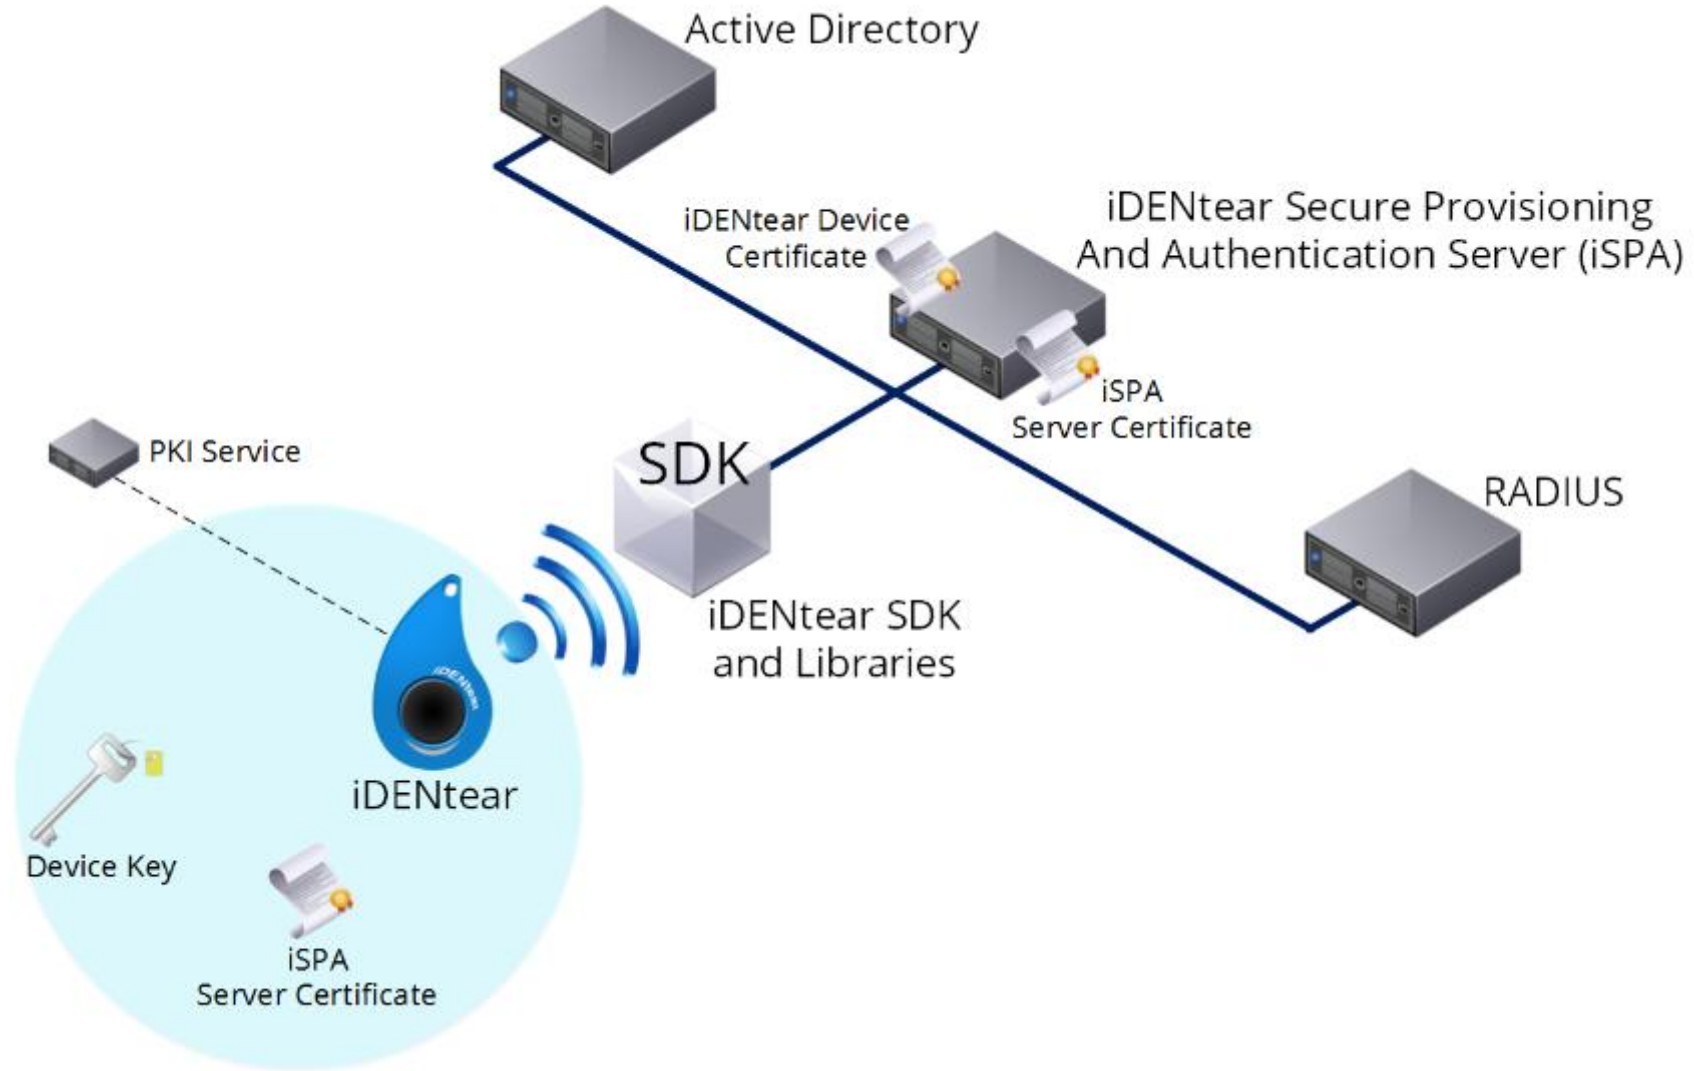 Active Directory
iDENtear Device
Certificate
iDENtear Secure Provisioning
And Authentication Server (iSPA)
iSPA
Server Certificate
PKI Service
SDK
RADIUS
iDENtear SDK
and Libraries
iDENtear
iDENtear
Device Key
iSPA
Server Certificate